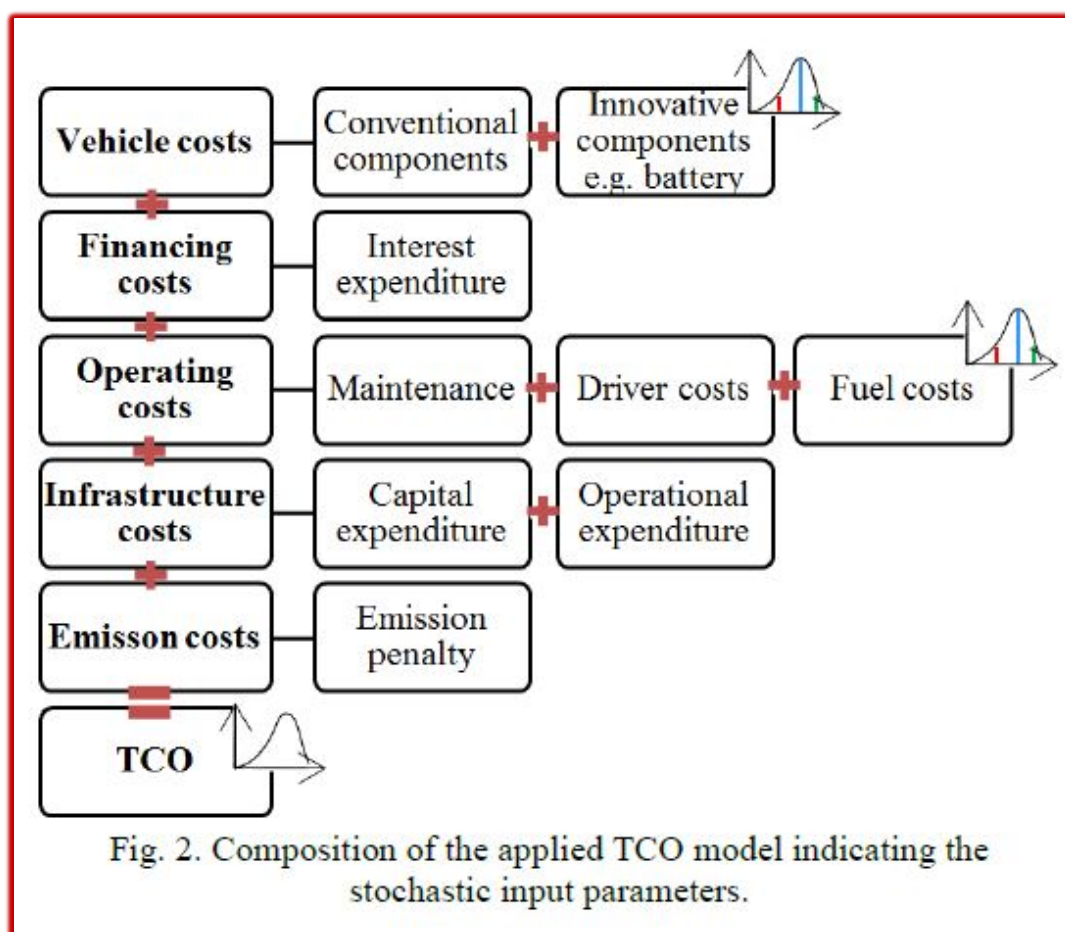 Vehicle costs
Conventional
components
Innovative
components
e.g. battery
Financing
costs
Interest
expenditure
Operating
costs
Maintenance
Driver costs
Fuel costs
Infrastructure
costs
Capital
expenditure
Operational
expenditure
Emisson costs
Emission
penalty
TCO
Fig. 2. Composition of the applied TCO model indicating the
stochastic input parameters.